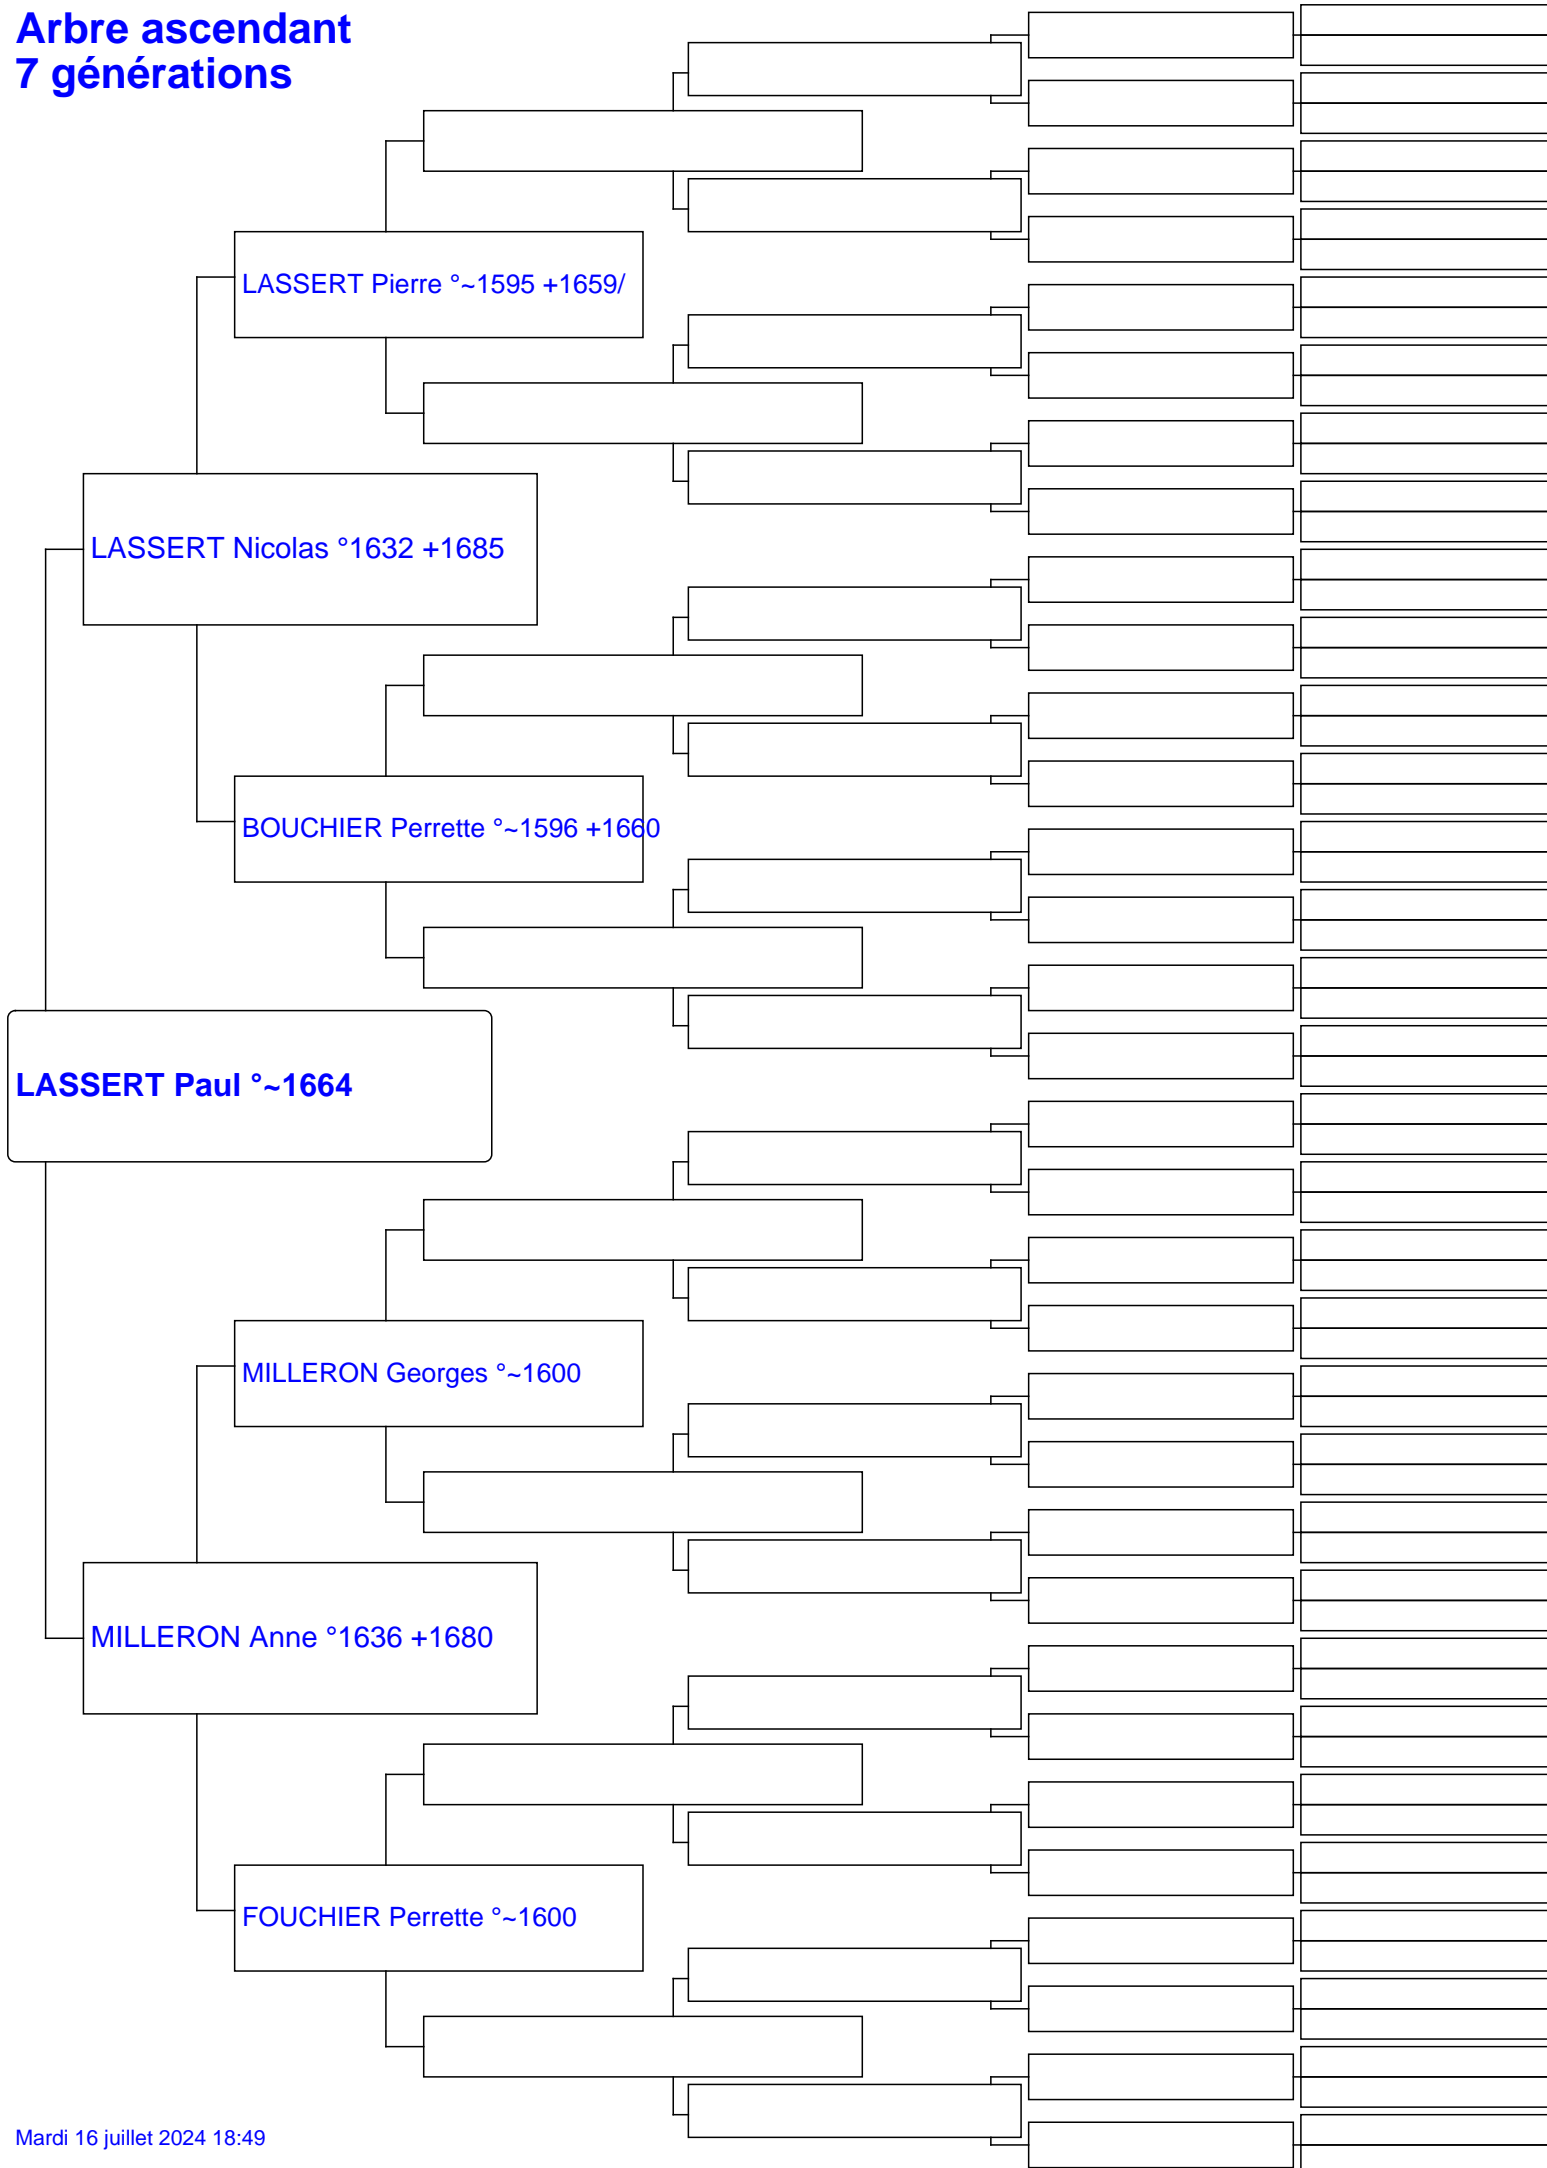 Arbre ascendant
7 générations
LASSERT Pierre °~1595 +1659/
LASSERT Nicolas °1632 +1685
BOUCHIER Perrette °~1596 +1660
LASSERT Paul °~1664
MILLERON Georges °~1600
MILLERON Anne °1636 +1680
FOUCHIER Perrette °~1600
Mardi 16 juillet 2024 18:49